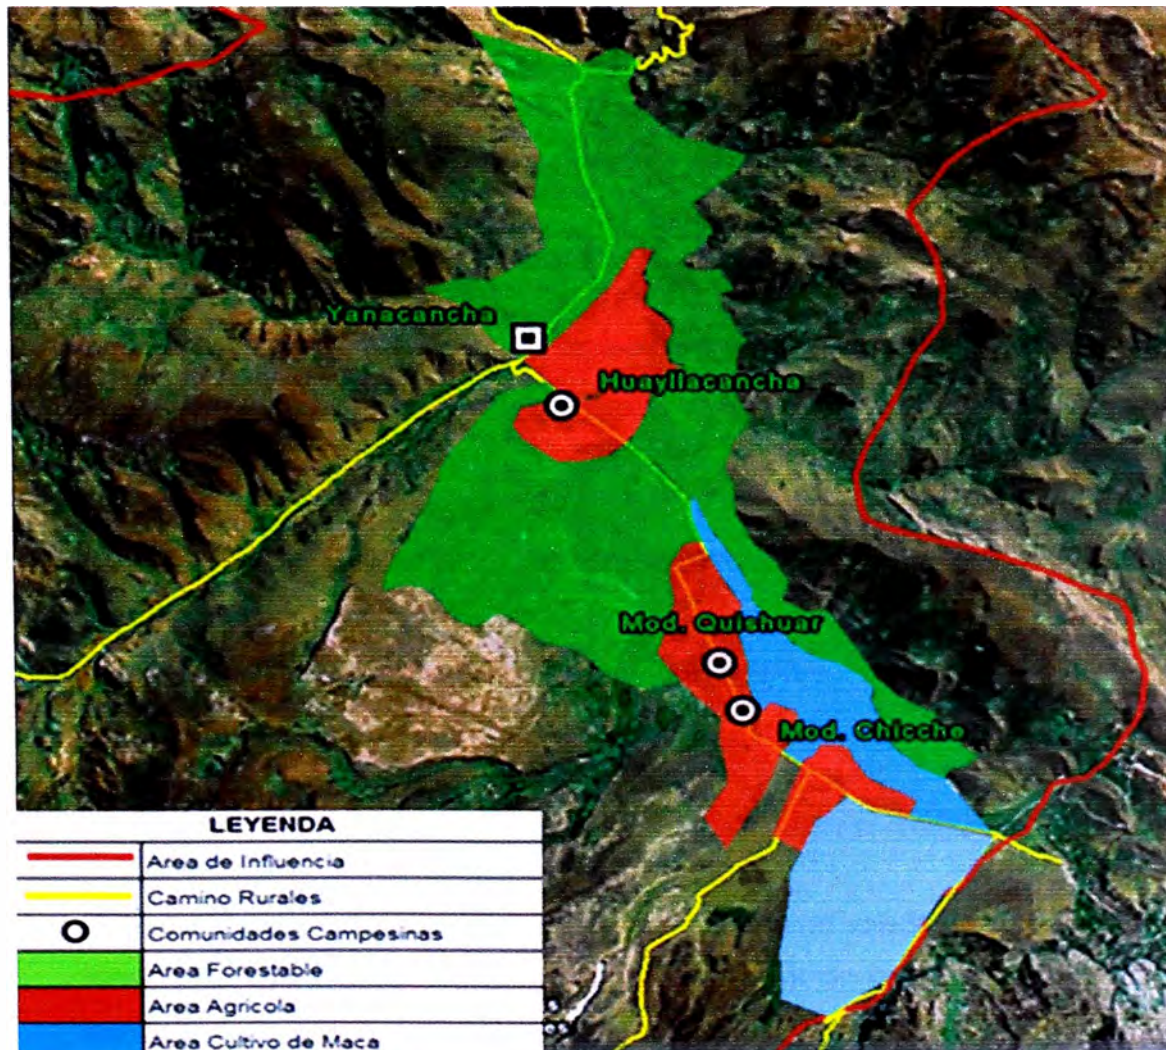 Yanacancha
Huayllacancha
Mod. Quishuar
Mod. Chicche
LEYENDA
Area de Influencia
Camino Rurales
Comunidades Campesinas
Area Forestable
Area Agricola
Area Cultivo de Maca